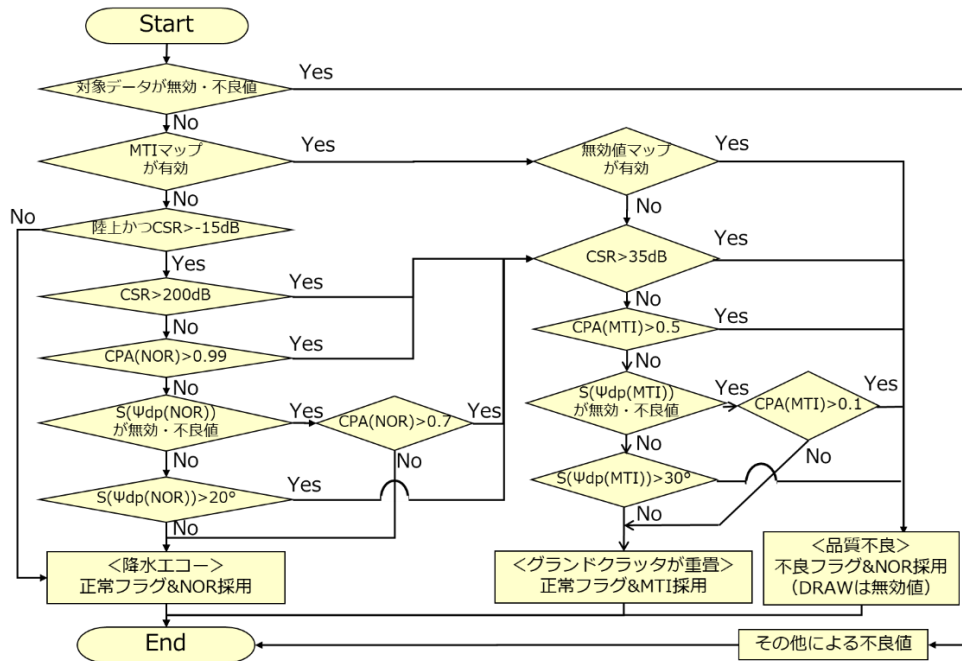 Start
対象データが無効・不良値
Yes
No
MTIマップ
が有効
Yes
無効値マップ
が有効
Yes
No
No
No
陸上かつCSR>-15dB
Yes
CSR>35dB
Yes
CSR>200dB
Yes
No
No
CPA(MTI)>0.5
Yes
CPA(NOR)>0.99
Yes
No
No
S(Ψdp(NOR))
が無効・不良値
Yes
CPA(NOR)>0.7
Yes
S(Ψdp(MTI))
が無効・不良値
Yes
CPA(MTI)>0.1
Yes
No
No
No
No
S(Ψdp(NOR))>20°
Yes
S(Ψdp(MTI))>30°
Yes
No
No
<降水エコー>
正常フラグ&NOR採用
<グランドクラッタが重畳>
正常フラグ&MTI採用
<品質不良>
不良フラグ&NOR採用
(DRAWは無効値)
End
その他による不良値